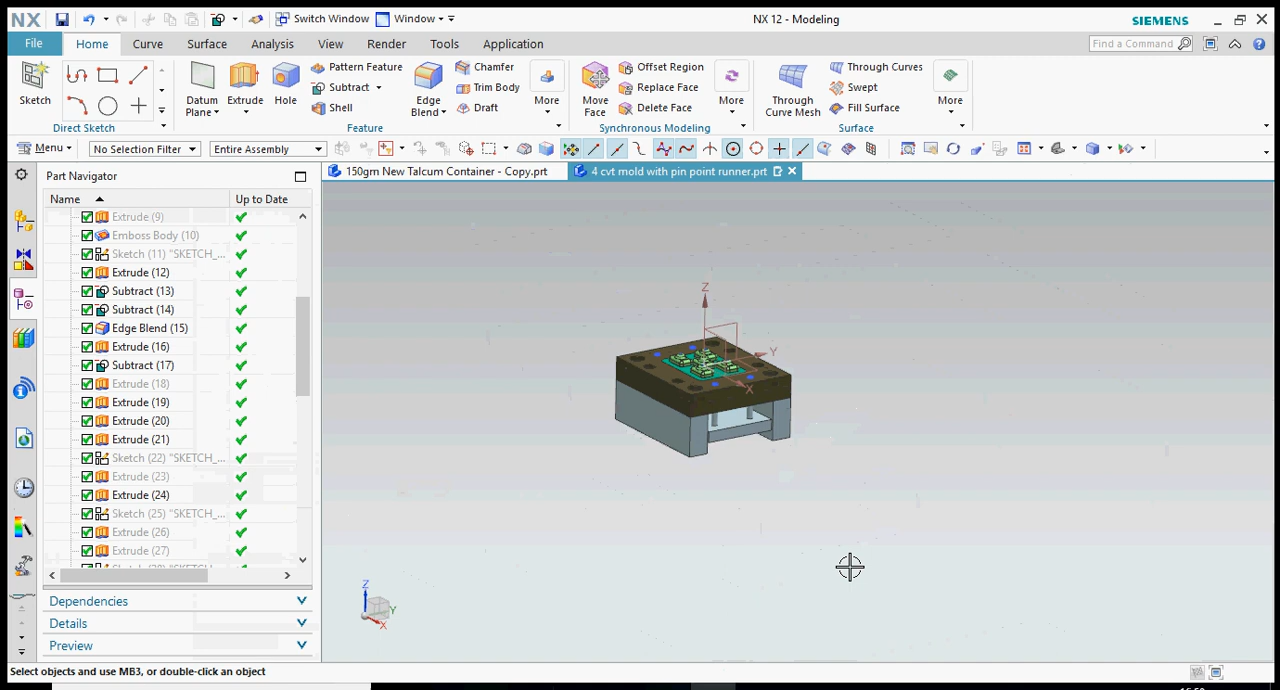 NX Switch Window Window NX 12 - Modeling SIEMENS
File Home Curve Surface Analysis View Render Tools Application Find a Command
Sketch Datum Plane Extrude Hole Pattern Feature Subtract Shell Edge Blend Chamfer Trim Body Draft More Move Face Offset Region Replace Face Delete Face More Through Curve Mesh Through Curves Swept Fill Surface More
Direct Sketch Feature Synchronous Modeling Surface
Menu No Selection Filter Entire Assembly
Part Navigator 150gm New Talcum Container - Copy.prt 4 cvt mold with pin point runner.prt
Name Up to Date
Extrude (9)
Emboss Body (10)
Sketch (11) "SKETCH_...
Extrude (12)
Subtract (13)
Subtract (14)
Edge Blend (15)
Extrude (16)
Subtract (17)
Extrude (18)
Extrude (19)
Extrude (20)
Extrude (21)
Sketch (22) "SKETCH_...
Extrude (23)
Extrude (24)
Sketch (25) "SKETCH_...
Extrude (26)
Extrude (27)
Z
Y
X
Z
Y
X
Dependencies
Details
Preview
Select objects and use MB3, or double-click an object